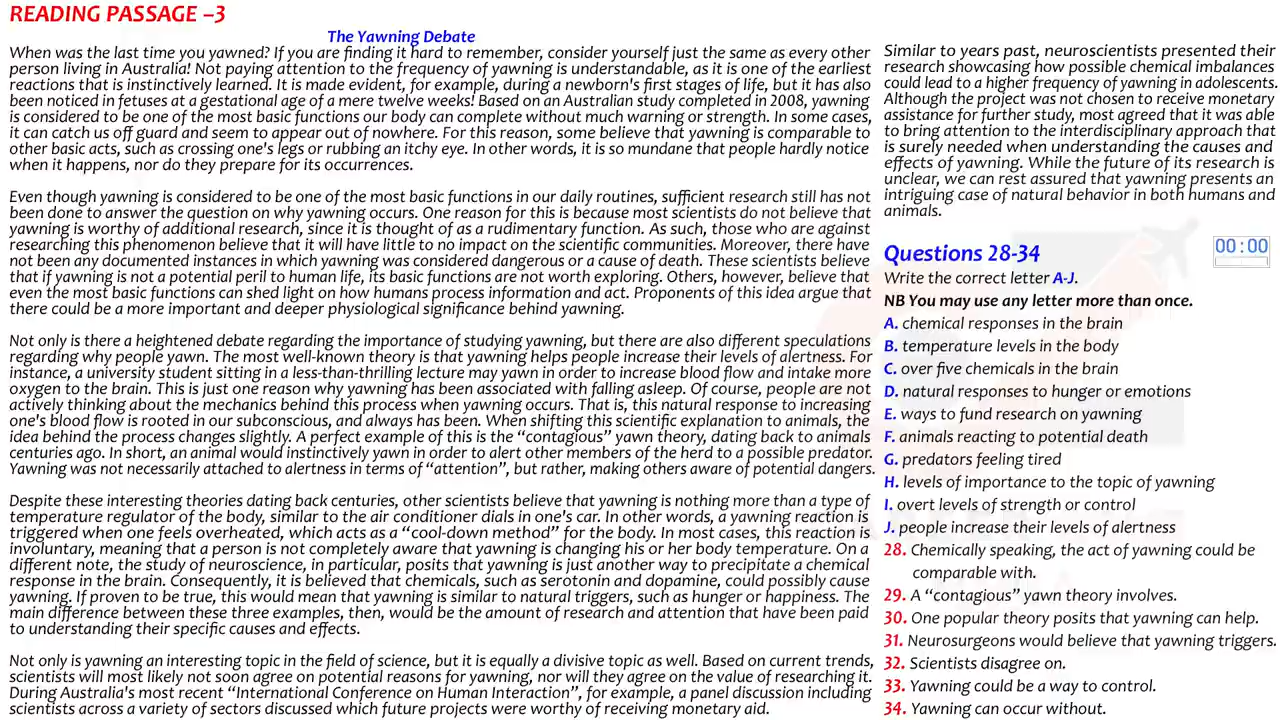 READING PASSAGE –3
The Yawning Debate
When was the last time you yawned? If you are finding it hard to remember, consider yourself just the same as every other
person living in Australia! Not paying attention to the frequency of yawning is understandable, as it is one of the earliest
reactions that is instinctively learned. It is made evident, for example, during a newborn's first stages of life, but it has also
been noticed in fetuses at a gestational age of a mere twelve weeks! Based on an Australian study completed in 2008, yawning
is considered to be one of the most basic functions our body can complete without much warning or strength. In some cases,
it can catch us off guard and seem to appear out of nowhere. For this reason, some believe that yawning is comparable to
other basic acts, such as crossing one's legs or rubbing an itchy eye. In other words, it is so mundane that people hardly notice
when it happens, nor do they prepare for its occurrences.
Even though yawning is considered to be one of the most basic functions in our daily routines, sufficient research still has not
been done to answer the question on why yawning occurs. One reason for this is because most scientists do not believe that
yawning is worthy of additional research, since it is thought of as a rudimentary function. As such, those who are against
researching this phenomenon believe that it will have little to no impact on the scientific communities. Moreover, there have
not been any documented instances in which yawning was considered dangerous or a cause of death. These scientists believe
that if yawning is not a potential peril to human life, its basic functions are not worth exploring. Others, however, believe that
even the most basic functions can shed light on how humans process information and act. Proponents of this idea argue that
there could be a more important and deeper physiological significance behind yawning.
Not only is there a heightened debate regarding the importance of studying yawning, but there are also different speculations
regarding why people yawn. The most well-known theory is that yawning helps people increase their levels of alertness. For
instance, a university student sitting in a less-than-thrilling lecture may yawn in order to increase blood flow and intake more
oxygen to the brain. This is just one reason why yawning has been associated with falling asleep. Of course, people are not
actively thinking about the mechanics behind this process when yawning occurs. That is, this natural response to increasing
one's blood flow is rooted in our subconscious, and always has been. When shifting this scientific explanation to animals, the
idea behind the process changes slightly. A perfect example of this is the “contagious” yawn theory, dating back to animals
centuries ago. In short, an animal would instinctively yawn in order to alert other members of the herd to a possible predator.
Yawning was not necessarily attached to alertness in terms of “attention”, but rather, making others aware of potential dangers.
Despite these interesting theories dating back centuries, other scientists believe that yawning is nothing more than a type of
temperature regulator of the body, similar to the air conditioner dials in one's car. In other words, a yawning reaction is
triggered when one feels overheated, which acts as a “cool-down method” for the body. In most cases, this reaction is
involuntary, meaning that a person is not completely aware that yawning is changing his or her body temperature. On a
different note, the study of neuroscience, in particular, posits that yawning is just another way to precipitate a chemical
response in the brain. Consequently, it is believed that chemicals, such as serotonin and dopamine, could possibly cause
yawning. If proven to be true, this would mean that yawning is similar to natural triggers, such as hunger or happiness. The
main difference between these three examples, then, would be the amount of research and attention that have been paid
to understanding their specific causes and effects.
Not only is yawning an interesting topic in the field of science, but it is equally a divisive topic as well. Based on current trends,
scientists will most likely not soon agree on potential reasons for yawning, nor will they agree on the value of researching it.
During Australia's most recent “International Conference on Human Interaction”, for example, a panel discussion including
scientists across a variety of sectors discussed which future projects were worthy of receiving monetary aid.
Similar to years past, neuroscientists presented their
research showcasing how possible chemical imbalances
could lead to a higher frequency of yawning in adolescents.
Although the project was not chosen to receive monetary
assistance for further study, most agreed that it was able
to bring attention to the interdisciplinary approach that
is surely needed when understanding the causes and
effects of yawning. While the future of its research is
unclear, we can rest assured that yawning presents an
intriguing case of natural behavior in both humans and
animals.
Questions 28-34
00:00
Write the correct letter A-J.
NB You may use any letter more than once.
A. chemical responses in the brain
B. temperature levels in the body
C. over five chemicals in the brain
D. natural responses to hunger or emotions
E. ways to fund research on yawning
F. animals reacting to potential death
G. predators feeling tired
H. levels of importance to the topic of yawning
I. overt levels of strength or control
J. people increase their levels of alertness
28. Chemically speaking, the act of yawning could be
comparable with.
29. A “contagious” yawn theory involves.
30. One popular theory posits that yawning can help.
31. Neurosurgeons would believe that yawning triggers.
32. Scientists disagree on.
33. Yawning could be a way to control.
34. Yawning can occur without.